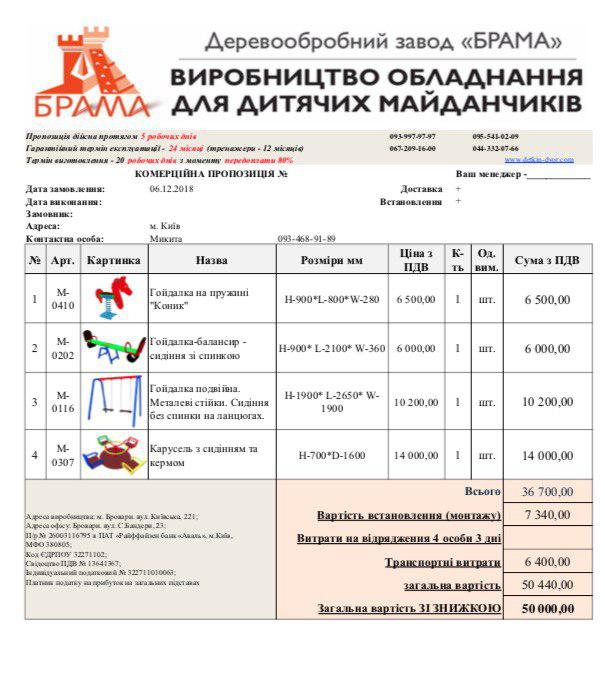 Деревообробний завод «БРАМА»
ВИРОБНИЦТВО ОБЛАДНАННЯ
ДЛЯ ДИТЯЧИХ МАЙДАНЧИКІВ
БРАМА
Пропозиція дійсна протягом 5 робочих днів 093-997-97-97 095-541-02-09
Гарантійний термін експлуатації - 24 місяці (тренажери - 12 місяців) 067-209-16-00 044-332-07-66
Термін виготовлення - 20 робочих днів з моменту передоплати 80% www.detkin-dvor.com
КОМЕРЦІЙНА ПРОПОЗИЦІЯ № Ваш менеджер -____________
Дата замовлення: 06.12.2018 Доставка +
Дата виконання: Встановлення +
Замовник:
Адреса: м. Київ
Контактна особа: Микита 093-468-91-89
№ Арт. Картинка Назва Розміри мм Ціна з ПДВ К-ть Од. вим. Сума з ПДВ
1 М-0410 Гойдалка на пружині "Коник" H-900*L-800*W-280 6 500,00 1 шт. 6 500,00
2 М-0202 Гойдалка-балансир - сидіння зі спинкою H-900* L-2100* W-360 6 000,00 1 шт. 6 000,00
3 М-0116 Гойдалка подвійна. Металеві стійки. Сидіння без спинки на ланцюгах. H-1900* L-2650* W-1900 10 200,00 1 шт. 10 200,00
4 М-0307 Карусель з сидінням та кермом H-700*D-1600 14 000,00 1 шт. 14 000,00
Всього 36 700,00
Вартість встановлення (монтажу) 7 340,00
Витрати на відрядження 4 особи 3 дні
Транспортні витрати 6 400,00
загальна вартість 50 440,00
Загальна вартість ЗІ ЗНИЖКОЮ 50 000,00
Адреса виробництва: м. Бровари. вул. Київська, 221;
Адреса офісу: Бровари. вул. С.Бандери, 23;
П/р № 26003116795 в ПАТ «Райффайзен банк «Аваль», м.Київ,
МФО 380805;
Код ЄДРПОУ 32271102;
Свідоцтво ПДВ № 13641367;
Індивідуальний податковий № 322711010063;
Платник податку на прибуток на загальних підставах